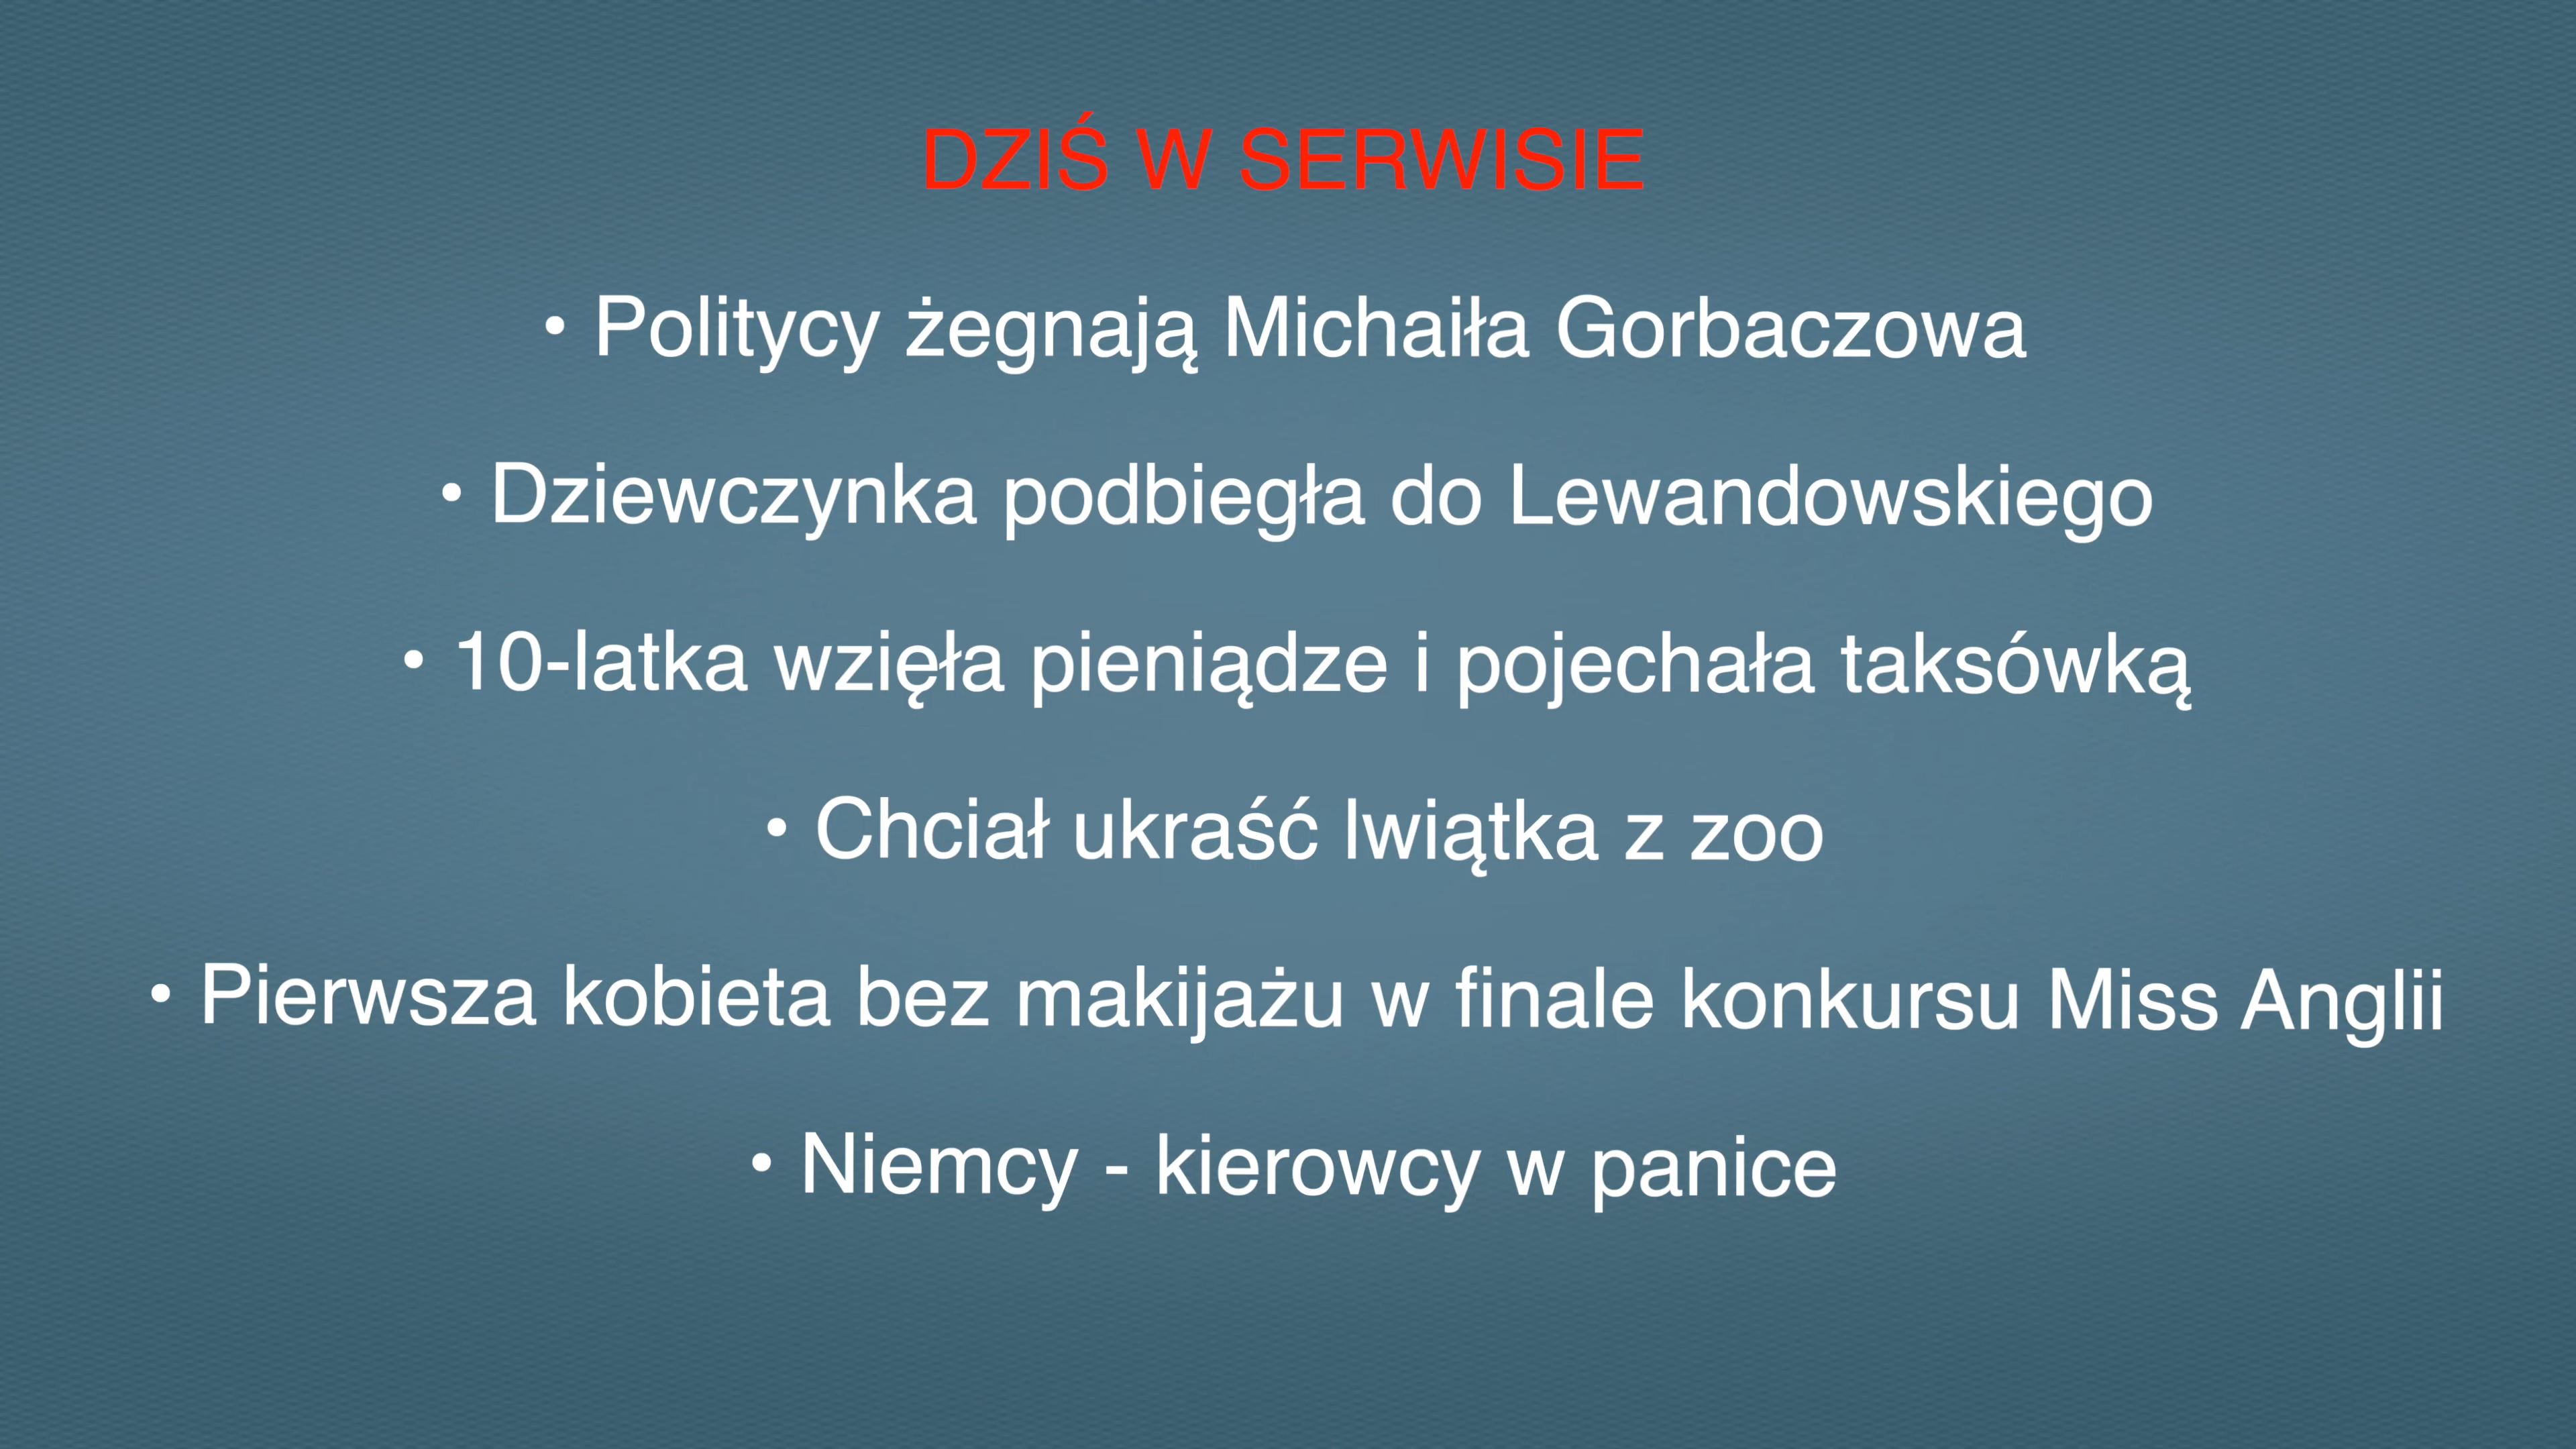 DZIŚ W SERWISIE
• Politycy żegnają Michaiła Gorbaczowa
• Dziewczynka podbiegła do Lewandowskiego
• 10-latka wzięła pieniądze i pojechała taksówką
• Chciał ukraść lwiątka z zoo
• Pierwsza kobieta bez makijażu w finale konkursu Miss Anglii
• Niemcy - kierowcy w panice